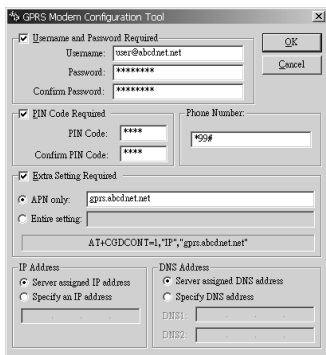 GPRS Modem Configuration Tool
Username and Password Required
Username: user@abcdnet.net
Password: ********
Confirm Password: ********
OK
Cancel
PIN Code Required
PIN Code: ****
Confirm PIN Code: ****
Phone Number:
*99#
Extra Setting Required
APN only: gprs.abcdnet.net
Entire setting:
AT+CGDCONT=1,"IP","gprs.abcdnet.net"
IP Address
Server assigned IP address
Specify an IP address
DNS Address
Server assigned DNS address
Specify DNS address
DNS1:
DNS2: